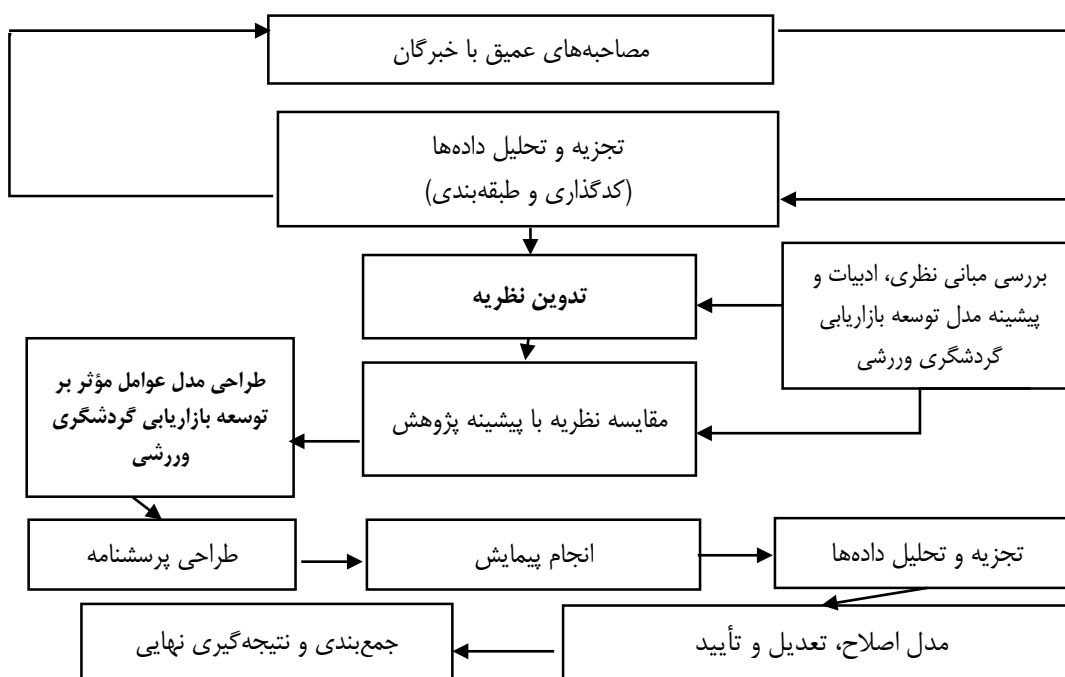 مصاحبه‌های عمیق با خبرگان
تجزیه و تحلیل داده‌ها
(کدگذاری و طبقه‌بندی)
تدوین نظریه
بررسی مبانی نظری، ادبیات و
پیشینه مدل توسعه بازاریابی
گردشگری وررشی
مقایسه نظریه با پیشینه پژوهش
طراحی مدل عوامل مؤثر بر
توسعه بازاریابی گردشگری
وررشی
طراحی پرسشنامه
انجام پیمایش
تجزیه و تحلیل داده‌ها
مدل اصلاح، تعدیل و تأیید
جمع‌بندی و نتیجه‌گیری نهایی